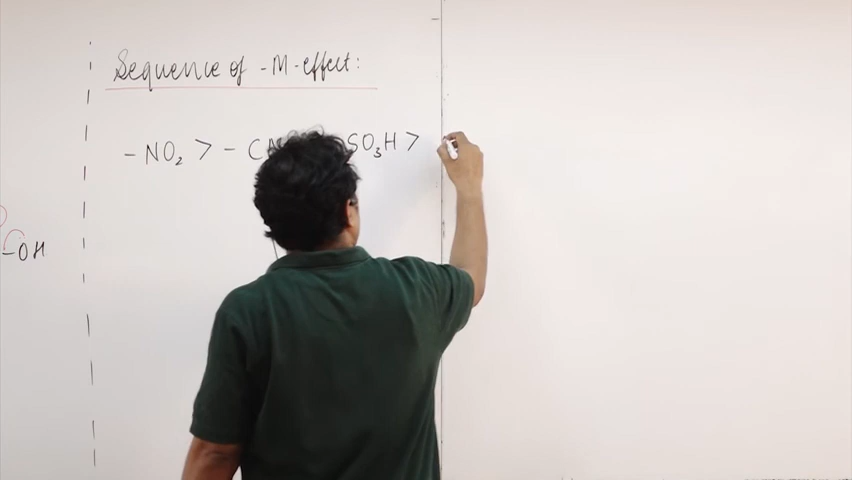 Sequence of -M-effect:
-NO₂ > - SO₃H >
-OH